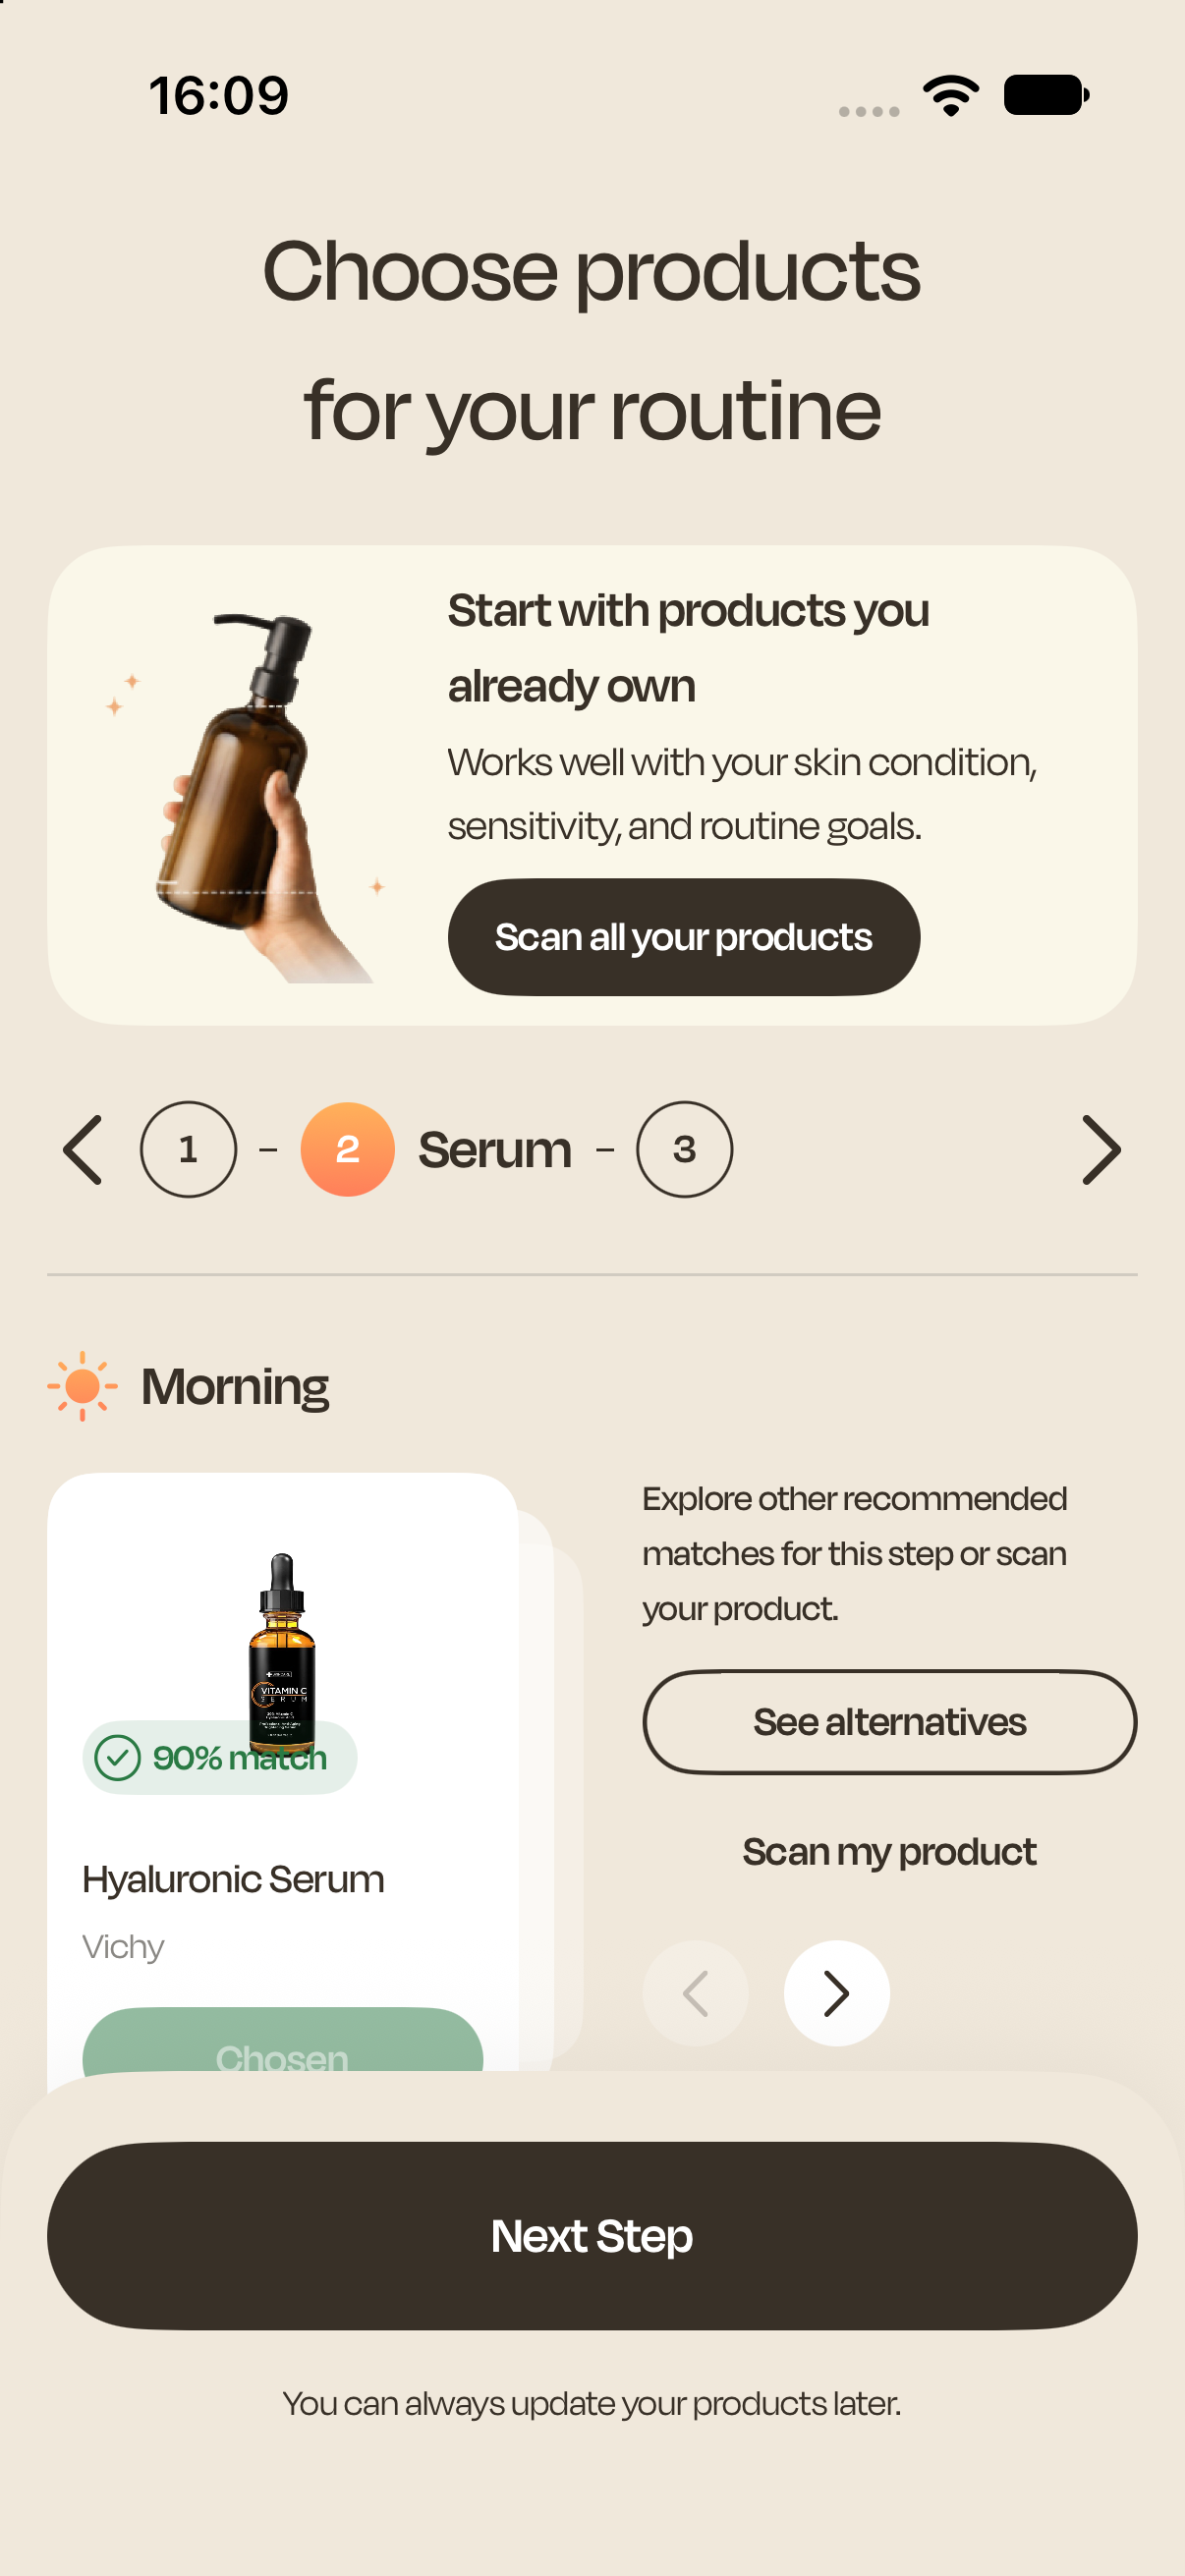 16:09
Choose products
for your routine
Start with products you
already own
Works well with your skin condition,
sensitivity, and routine goals.
Scan all your products
1 - 2 Serum - 3
Morning
VITAMIN C
SERUM
90% match
Hyaluronic Serum
Vichy
Chosen
Explore other recommended
matches for this step or scan
your product.
See alternatives
Scan my product
Next Step
You can always update your products later.